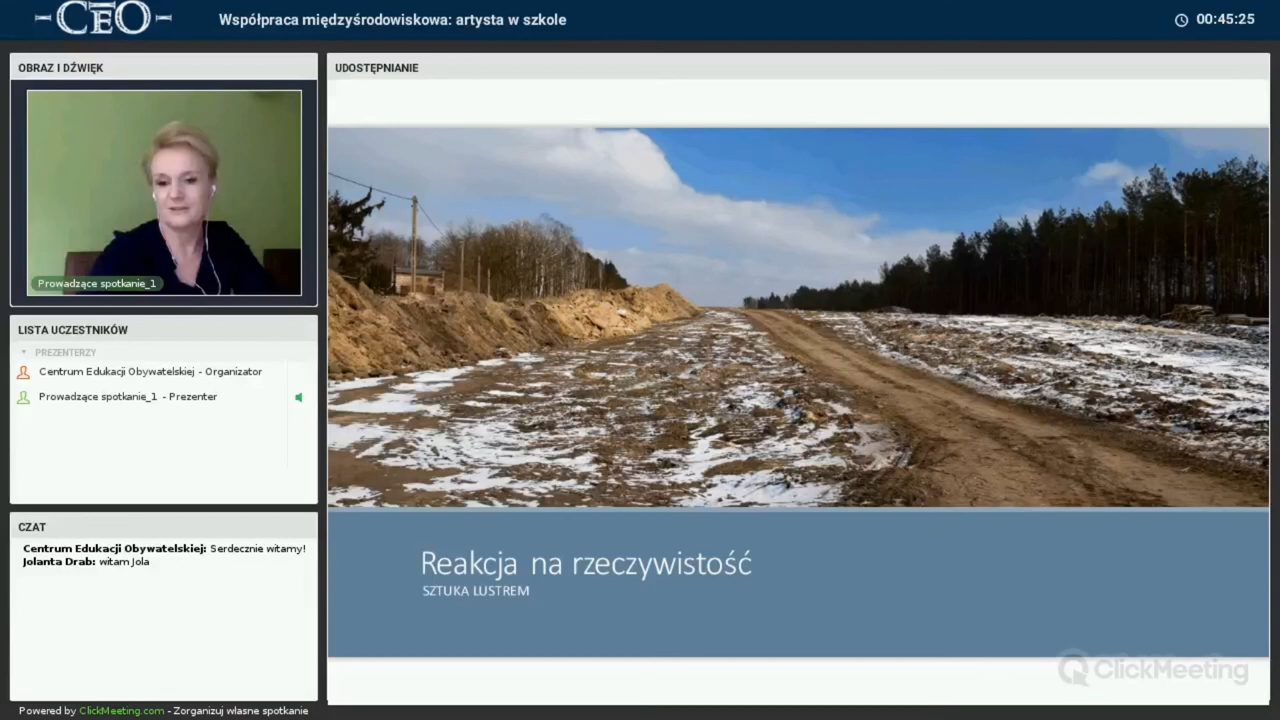 CEO
Współpraca międzyśrodowiskowa: artysta w szkole
00:45:25
OBRAZ I DŹWIĘK
Prowadzące spotkanie_1
LISTA UCZESTNIKÓW
PREZENTERZY
Centrum Edukacji Obywatelskiej - Organizator
Prowadzące spotkanie_1 - Prezenter
CZAT
Centrum Edukacji Obywatelskiej: Serdecznie witamy!
Jolanta Drab: witam Jola
Powered by ClickMeeting.com - Zorganizuj własne spotkanie
UDOSTĘPNIANIE
Reakcja na rzeczywistość
SZTUKA LUSTREM
ClickMeeting